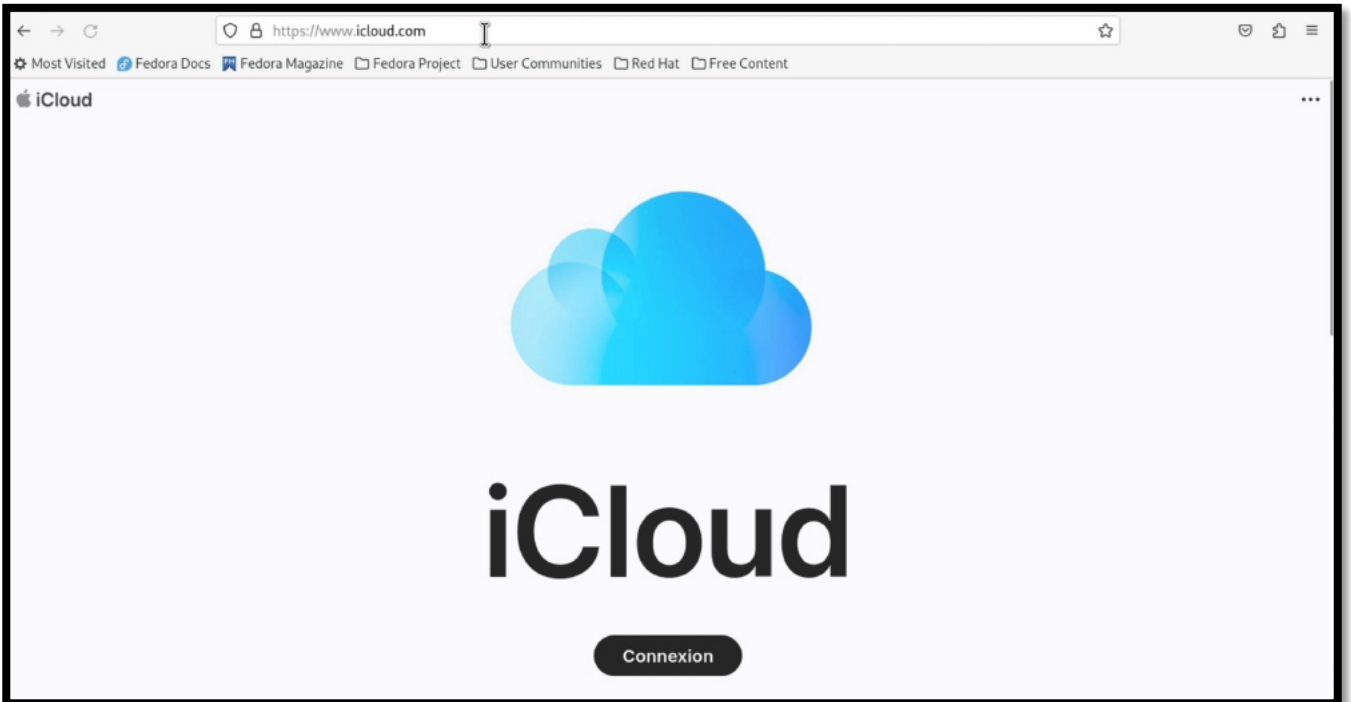 https://www.icloud.com
Most Visited Fedora Docs Fedora Magazine Fedora Project User Communities Red Hat Free Content
iCloud
iCloud
Connexion